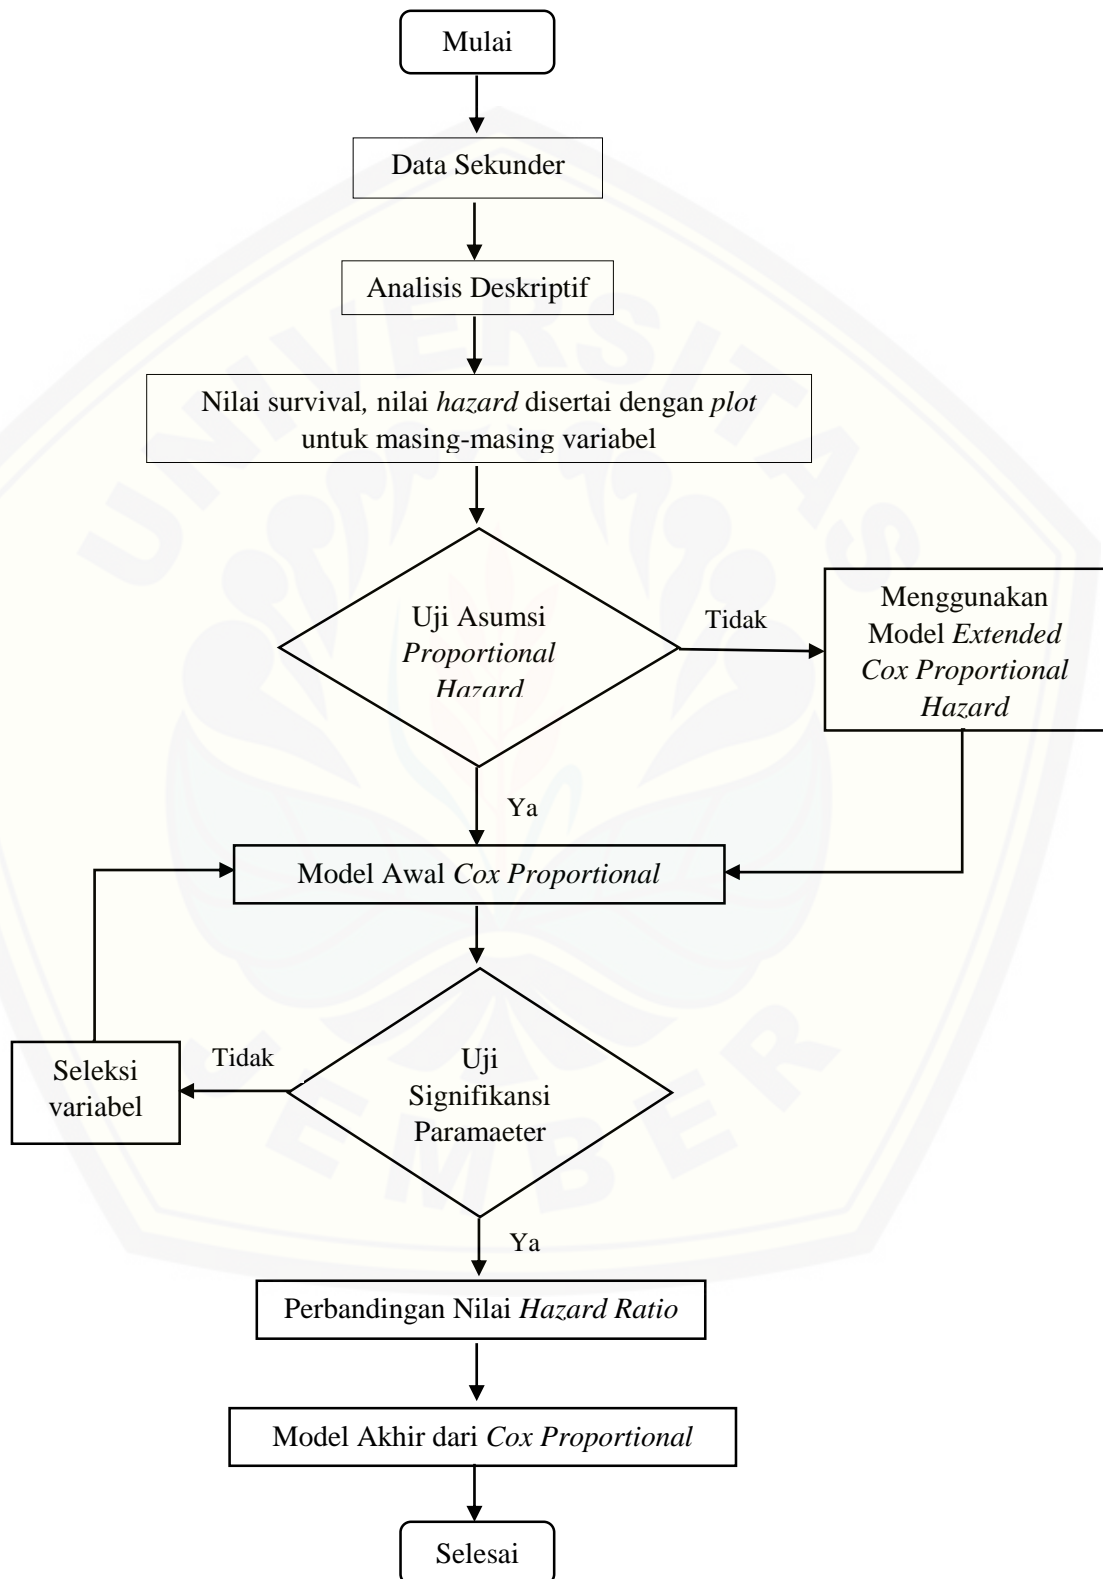 Mulai
Data Sekunder
Analisis Deskriptif
Nilai survival, nilai hazard disertai dengan plot
untuk masing-masing variabel
Uji Asumsi
Proportional
Hazard
Tidak
Menggunakan
Model Extended
Cox Proportional
Hazard
Ya
Model Awal Cox Proportional
Uji
Signifikansi
Paramaeter
Tidak
Seleksi
variabel
Ya
Perbandingan Nilai Hazard Ratio
Model Akhir dari Cox Proportional
Selesai
UNIVERSITAS
JEMBER